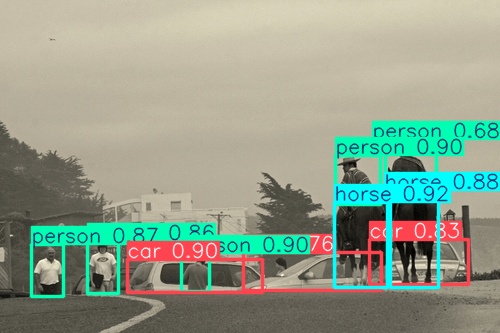 person 0.68
person 0.90
horse 0.88
horse 0.92
person 0.87
0.86
car 0.90
son 0.90
76
car 0.83